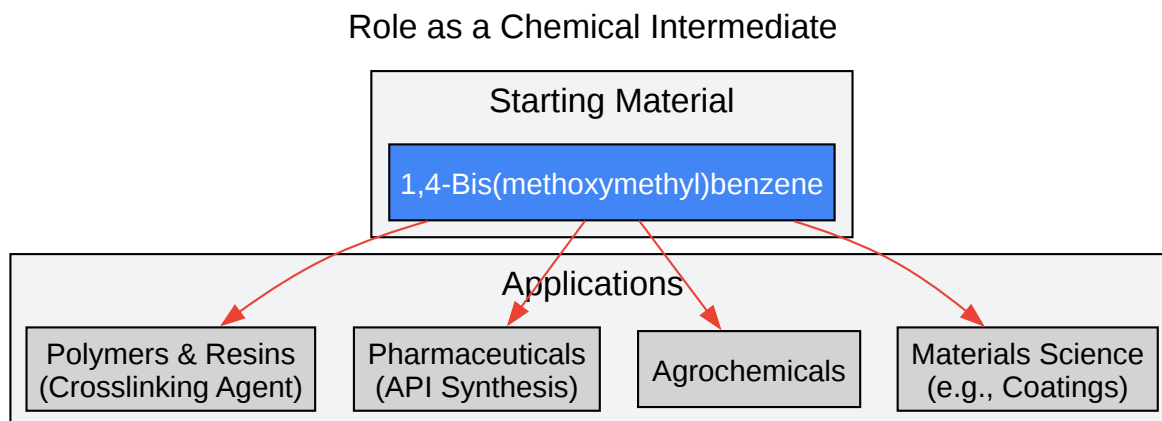 Role as a Chemical Intermediate
Starting Material
1,4-Bis(methoxymethyl)benzene
Applications
Polymers & Resins
(Crosslinking Agent)
Pharmaceuticals
(API Synthesis)
Agrochemicals
Materials Science
(e.g., Coatings)